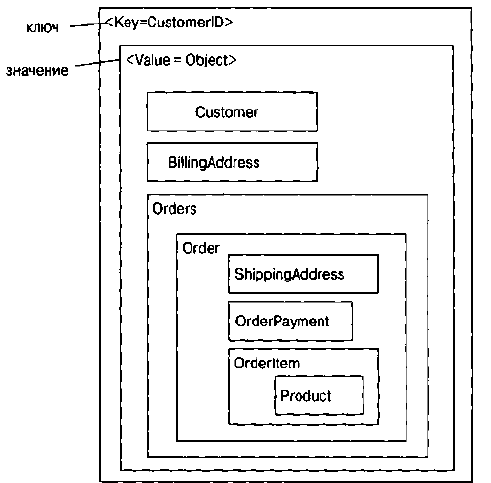 ключ
<Key=CustomerID>
значение
<Value = Object>
Customer
BillingAddress
Orders
Order
ShippingAddress
OrderPayment
OrderItem
Product